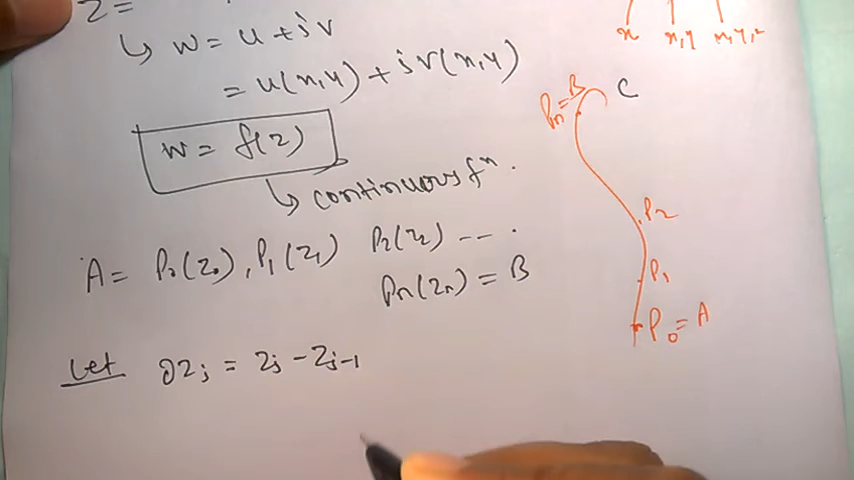 z =
↳ w = u + iv
= u(x,y) + iv(x,y)
w = f(z)
↳ continuous fⁿ.
A = P₀(z₀), P₁(z₁) P₂(z₂) --- .
Pn(zn) = B
Let ∂zⱼ = zⱼ - zⱼ₋₁
x x,y x,y,z
Pn = B C
P₂
P₁
P₀ = A